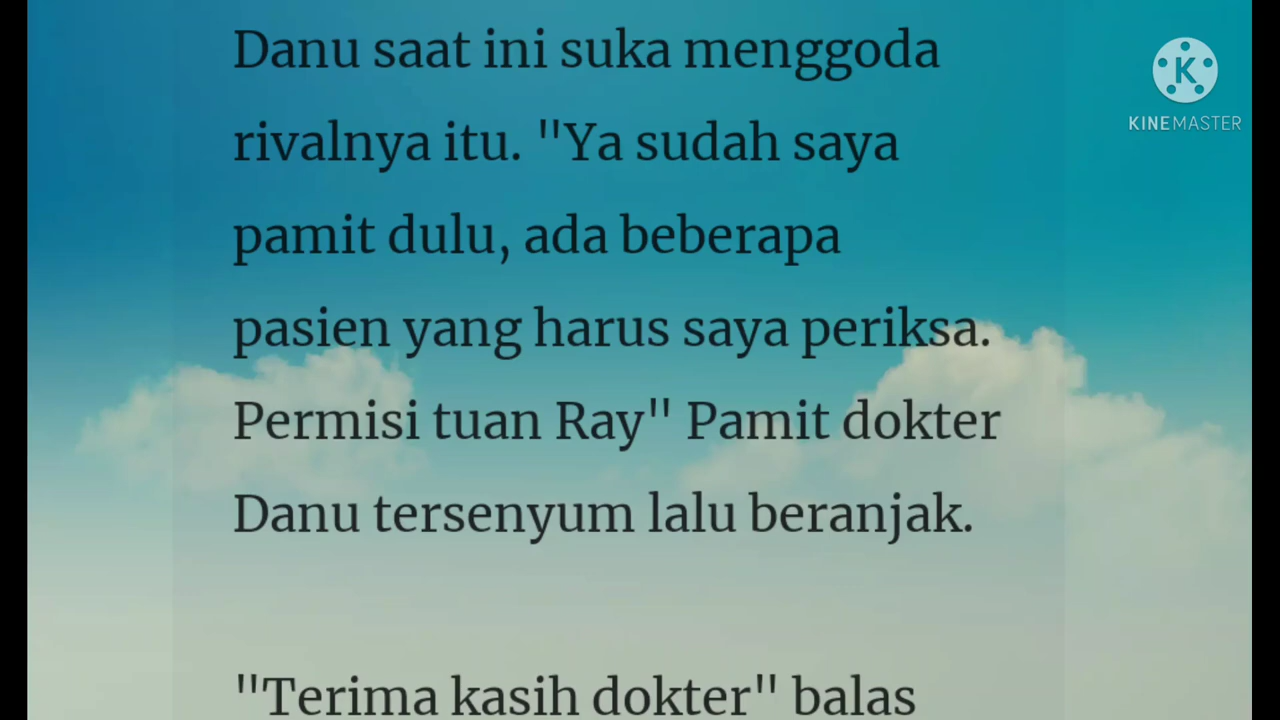 Danu saat ini suka menggoda
rivalnya itu. "Ya sudah saya
pamit dulu, ada beberapa
pasien yang harus saya periksa.
Permisi tuan Ray" Pamit dokter
Danu tersenyum lalu beranjak.
"Terima kasih dokter" balas
K
KINEMASTER